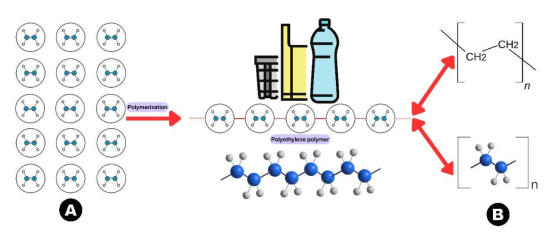 Polymerization
Polyethylene polymer
CH2
CH2
n
n
A
B